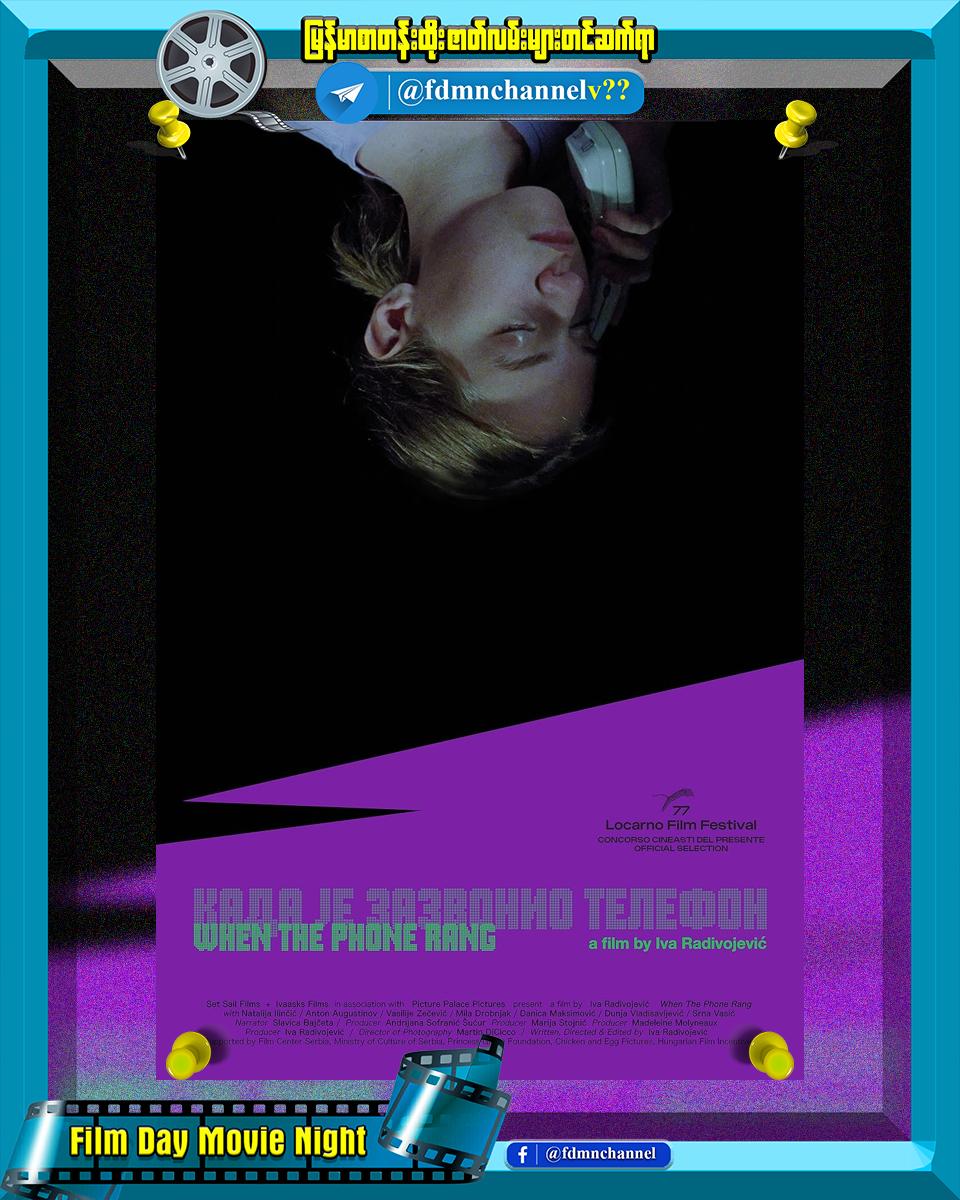 မြန်မာစာတန်းထိုးဇာတ်လမ်းများတင်ဆက်ရာ
@fdmnchannelv??
77
Locarno Film Festival
CONCORSO CINEASTI DEL PRESENTE
OFFICIAL SELECTION
КАДА ЈЕ ЗАЗВОНИО ТЕЛЕФОН
WHEN THE PHONE RANG
a film by Iva Radivojević
Set Sail Films + Ivaasks Films in association with Picture Palace Pictures present a film by Iva Radivojević When The Phone Rang
with Natalija Ilinčić / Anton Augustinov / Vasilije Zečević / Mila Drobnjak / Danica Maksimović / Dunja Vladisavljević / Srna Vasić
Narrator Slavica Bajčeta / Producer Andrijana Sofranić Šućur Producer Marija Stojnić Producer Madeleine Molyneaux
Producer Iva Radivojević / Director of Photography Martin DiCicco / Written, Directed & Edited by Iva Radivojević
by Film Center Serbia, Ministry of Culture of Serbia, Foundation, Chicken and Egg Pictures, Hungarian Film
Film Day Movie Night
f @fdmnchannel